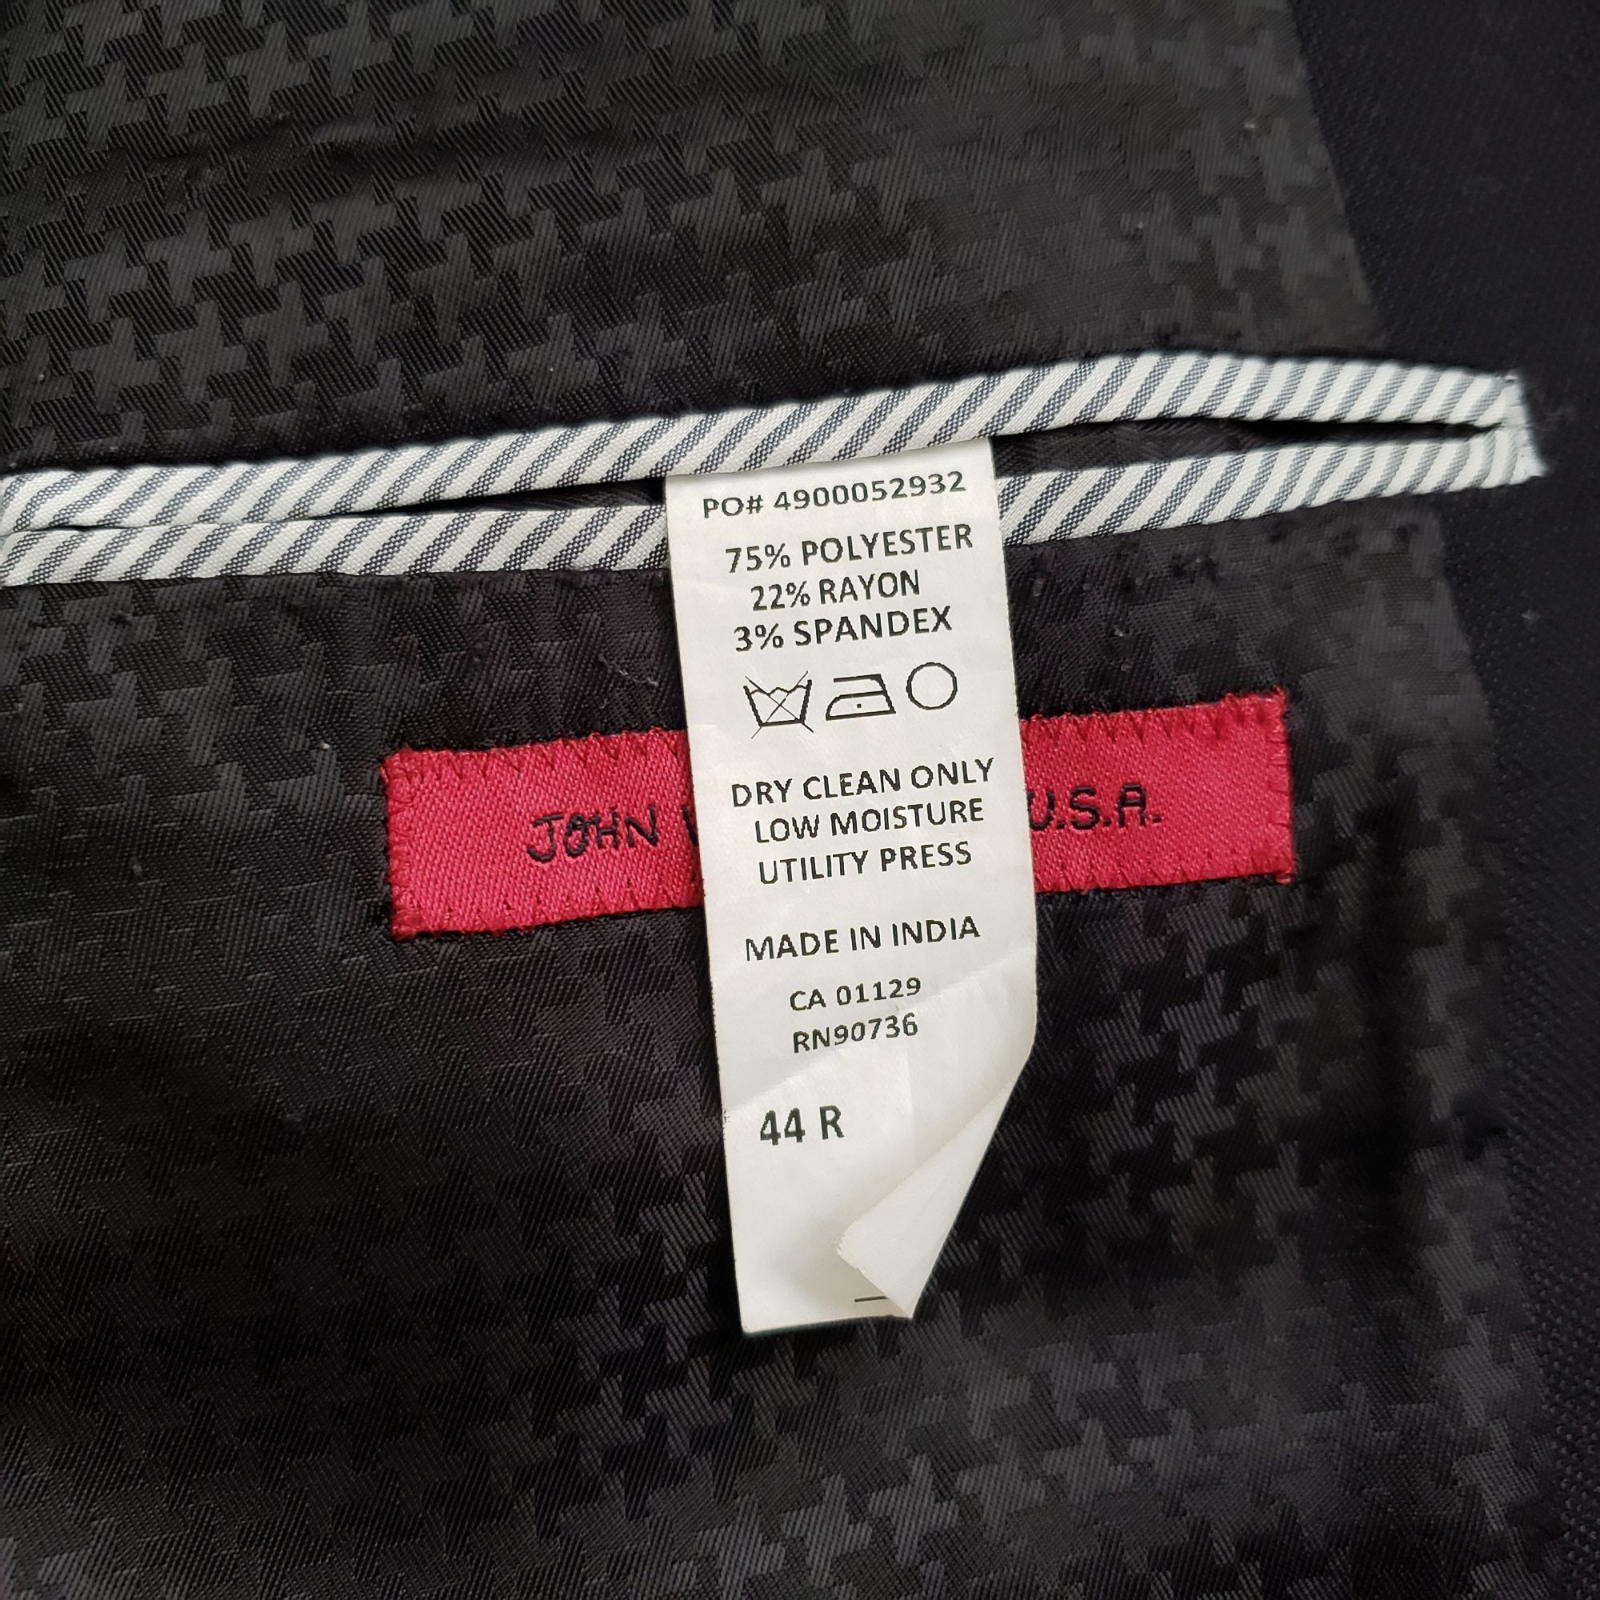 PO# 4900052932
75% POLYESTER
22% RAYON
3% SPANDEX
DRY CLEAN ONLY
LOW MOISTURE
UTILITY PRESS
MADE IN INDIA
CA 01129
RN90736
44 R
JOHN U.S.A.